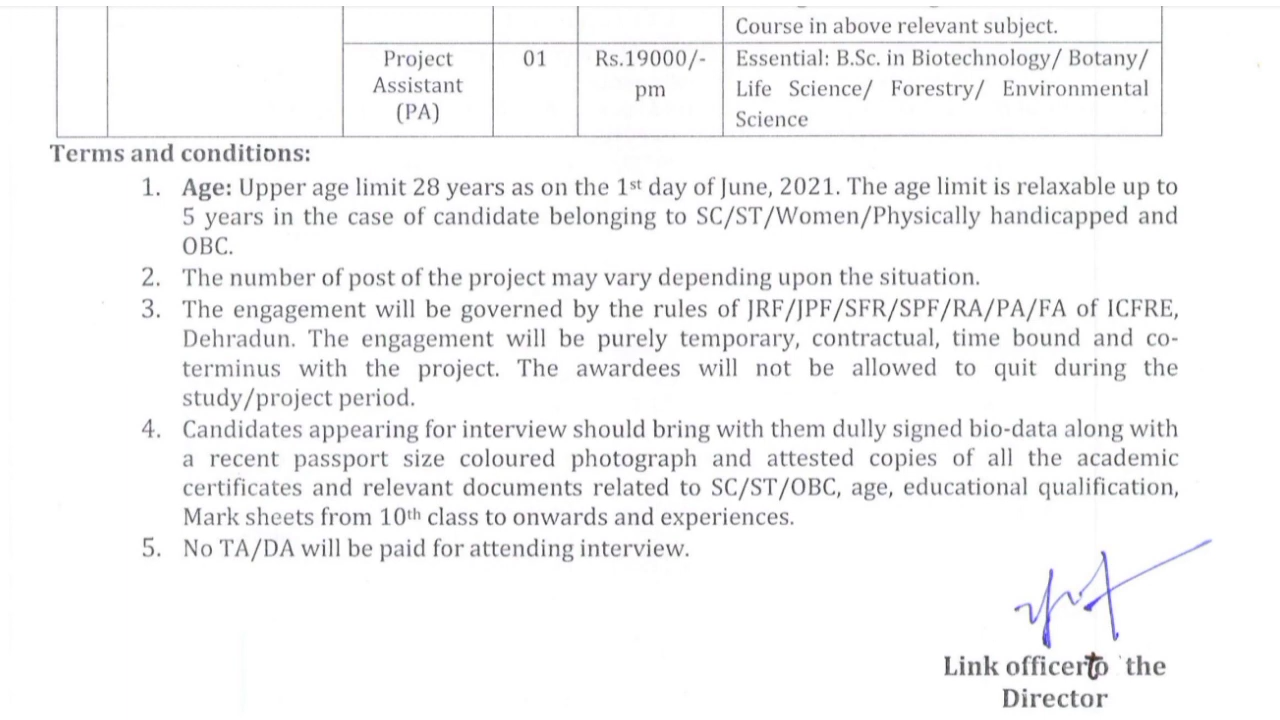 Course in above relevant subject.
Project Assistant (PA) 01 Rs.19000/- pm Essential: B.Sc. in Biotechnology/ Botany/ Life Science/ Forestry/ Environmental Science
Terms and conditions:
1. Age: Upper age limit 28 years as on the 1st day of June, 2021. The age limit is relaxable up to
5 years in the case of candidate belonging to SC/ST/Women/Physically handicapped and
OBC.
2. The number of post of the project may vary depending upon the situation.
3. The engagement will be governed by the rules of JRF/JPF/SFR/SPF/RA/PA/FA of ICFRE,
Dehradun. The engagement will be purely temporary, contractual, time bound and co-
terminus with the project. The awardees will not be allowed to quit during the
study/project period.
4. Candidates appearing for interview should bring with them dully signed bio-data along with
a recent passport size coloured photograph and attested copies of all the academic
certificates and relevant documents related to SC/ST/OBC, age, educational qualification,
Mark sheets from 10th class to onwards and experiences.
5. No TA/DA will be paid for attending interview.
Link officer to the
Director